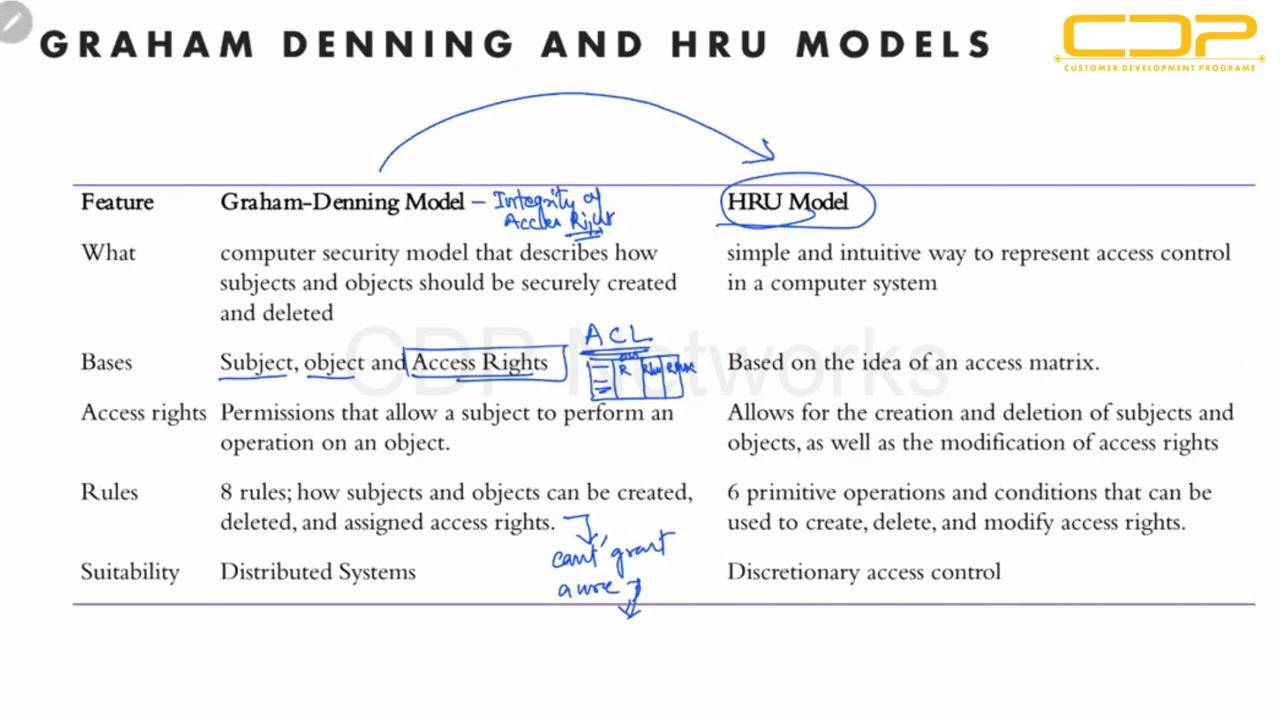 GRAHAM DENNING AND HRU MODELS
CDP
CUSTOMER DEVELOPMENT PROGRAME
Feature Graham-Denning Model – Integrity of HRU Model
Access Right
What computer security model that describes how simple and intuitive way to represent access control
subjects and objects should be securely created in a computer system
and deleted
ACL
Bases Subject, object and Access Rights R RW Based on the idea of an access matrix.
CDP Networks
Access rights Permissions that allow a subject to perform an Allows for the creation and deletion of subjects and
operation on an object. objects, as well as the modification of access rights
Rules 8 rules; how subjects and objects can be created, 6 primitive operations and conditions that can be
deleted, and assigned access rights. used to create, delete, and modify access rights.
can't grant
Suitability Distributed Systems Discretionary access control